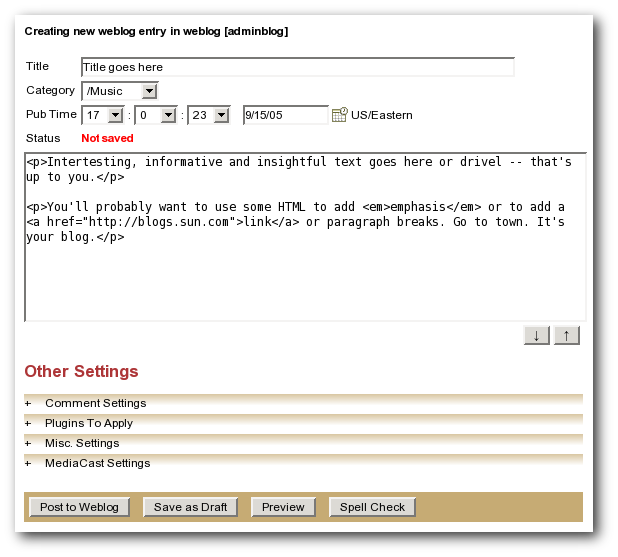 Creating new weblog entry in weblog [adminblog]
Title Title goes here
Category /Music
Pub Time 17 : 0 : 23 9/15/05 US/Eastern
Status Not saved
<p>Intertesting, informative and insightful text goes here or drivel -- that's
up to you.</p>
<p>You'll probably want to use some HTML to add <em>emphasis</em> or to add a
<a href="http://blogs.sun.com">link</a> or paragraph breaks. Go to town. It's
your blog.</p>
↓ ↑
Other Settings
+ Comment Settings
+ Plugins To Apply
+ Misc. Settings
+ MediaCast Settings
Post to Weblog Save as Draft Preview Spell Check